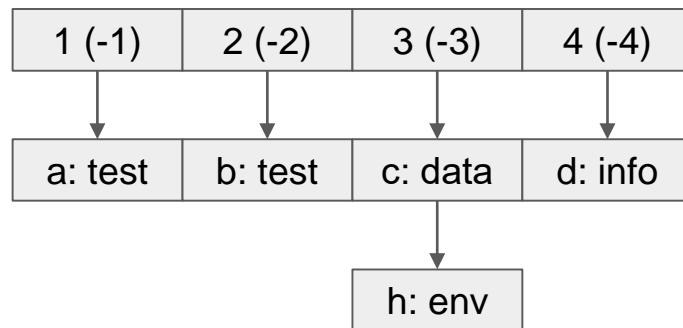 1 (-1) 2 (-2) 3 (-3) 4 (-4)
a: test b: test c: data d: info
h: env